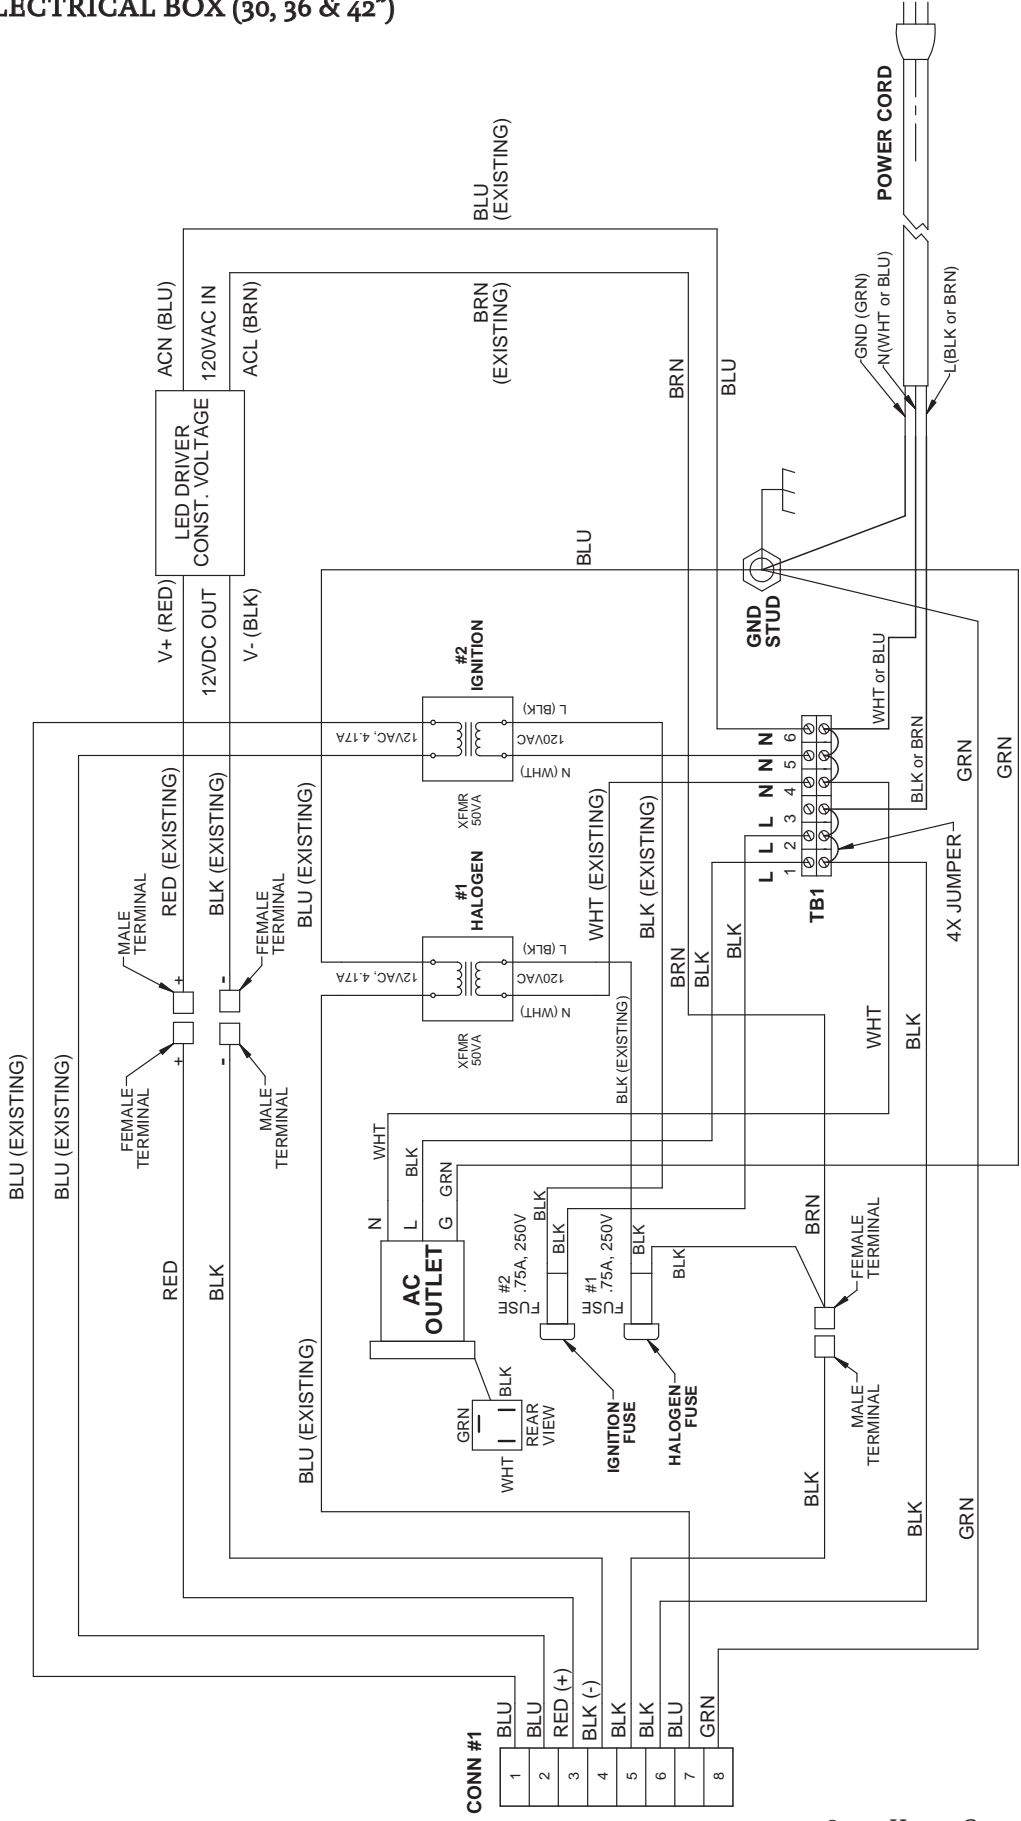 LECTRICAL BOX (30, 36 & 42")
POWER CORD
BLU
(EXISTING)
BRN
(EXISTING)
ACN (BLU)
120VAC IN
ACL (BRN)
GND (GRN)
N(WHT or BLU)
L(BLK or BRN)
BRN
BLU
LED DRIVER
CONST. VOLTAGE
V+ (RED)
12VDC OUT
V- (BLK)
BLU
GND
STUD
#2
IGNITION
L (BLK)
120VAC
N (WHT)
12VAC, 4.17A
XFMR
50VA
WHT or BLU
BLK or BRN
GRN
GRN
N
N
N
L
L
L
6
5
4
3
2
1
TB1
4X JUMPER
RED (EXISTING)
BLK (EXISTING)
BLU (EXISTING)
WHT (EXISTING)
BLK (EXISTING)
MALE
TERMINAL
FEMALE
TERMINAL
#1
HALOGEN
L (BLK)
120VAC
N (WHT)
12VAC, 4.17A
XFMR
50VA
BRN
BLK
BLK
+
-
+
-
FEMALE
TERMINAL
MALE
TERMINAL
BLU (EXISTING)
BLU (EXISTING)
BLK (EXISTING)
WHT
BLK
WHT
BLK
GRN
N
L
G
AC
OUTLET
BLK
BLK
#2
.75A, 250V
FUSE
BLK
BLK
#1
.75A, 250V
FUSE
BRN
FEMALE
TERMINAL
MALE
TERMINAL
RED
BLK
BLU (EXISTING)
GRN
BLK
WHT
REAR
VIEW
IGNITION
FUSE
HALOGEN
FUSE
BLK
BLK
GRN
CONN #1
BLU
BLU
RED (+)
BLK (-)
BLK
BLK
BLU
GRN
1
2
3
4
5
6
7
8